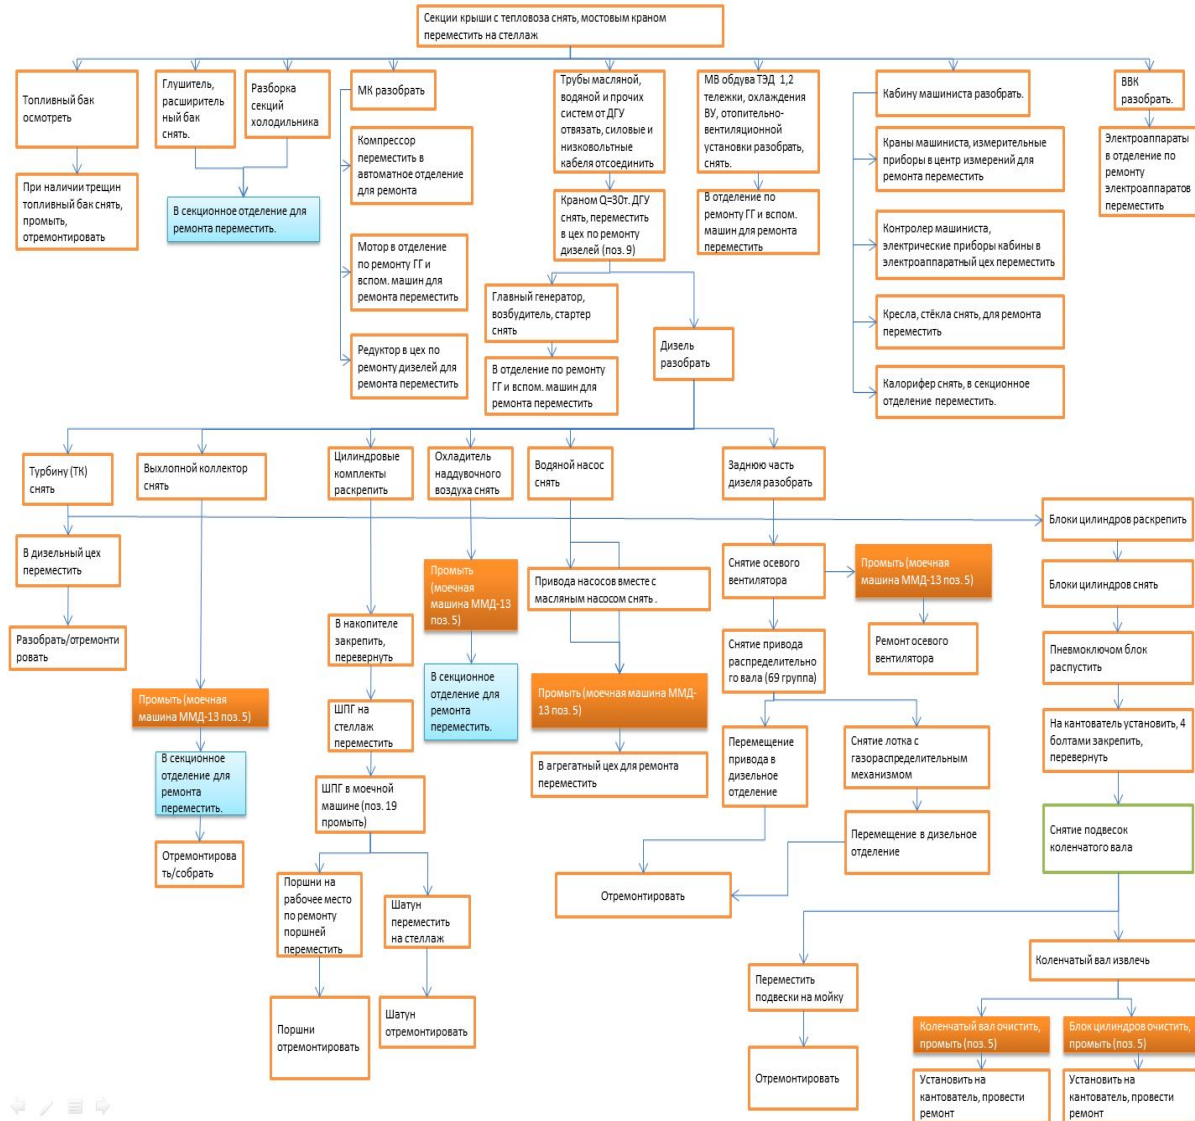 Секции крыши с тепловоза снять, мостовым краном
переместить на стеллаж
Топливный бак
осмотреть
Глушитель,
расширитель
ный бак
снять.
Разборка
секций
холодильника
МК разобрать
Трубы масляной,
водяной и прочих
систем от ДГУ
отвязать, силовые и
низковольтные
кабеля отсоединить
МВ обдува ТЭД 1,2
тележки, охлаждения
ВУ, отопительно-
вентиляционной
установки разобрать,
снять.
Кабину машиниста разобрать.
ВВК
разобрать.
При наличии трещин
топливный бак снять,
промыть,
отремонтировать
В секционное отделение для
ремонта переместить.
Компрессор
переместить в
автоматное отделение
для ремонта
Мотор в отделение
по ремонту ГГ и
вспом. машин для
ремонта переместить
Редуктор в цех по
ремонту дизелей для
ремонта переместить
Краном Q=30т. ДГУ
снять, переместить
в цех по ремонту
дизелей (поз. 9)
В отделение по
ремонту ГГ и вспом.
машин для ремонта
переместить
Краны машиниста, измерительные
приборы в центр измерений для
ремонта переместить
Контролер машиниста,
электрические приборы кабины в
электроаппаратный цех переместить
Кресла, стёкла снять, для ремонта
переместить
Калорифер снять, в секционное
отделение переместить.
Электроаппараты
в отделение по
ремонту
электроаппаратов
переместить
Главный генератор,
возбудитель, стартер
снять
Дизель
разобрать
В отделение по ремонту
ГГ и вспом. машин для
ремонта переместить
Турбину (ТК)
снять
Выхлопной коллектор
снять
Цилиндровые
комплекты
раскрепить
Охладитель
наддувочного
воздуха снять
Водяной насос
снять
Заднюю часть
дизеля разобрать
Блоки цилиндров раскрепить
В дизельный цех
переместить
Разобрать/отремонти
ровать
Промыть (моечная
машина ММД-13 поз. 5)
В секционное
отделение для
ремонта
переместить.
Отремонтирова
ть/собрать
В накопителе
закрепить,
перевернуть
ШПГ на
стеллаж
переместить
ШПГ в моечной
машине (поз. 19
промыть)
Поршни на
рабочее место
по ремонту
поршней
переместить
Шатун
переместить
на стеллаж
Поршни
отремонтировать
Шатун
отремонтировать
Промыть
(моечная
машина ММД-13
поз. 5)
В секционное
отделение для
ремонта
переместить.
Привода насосов вместе с
масляным насосом снять .
Промыть (моечная машина ММД-
13 поз. 5)
В агрегатный цех для ремонта
переместить
Снятие осевого
вентилятора
Промыть (моечная
машина ММД-13 поз. 5)
Ремонт осевого
вентилятора
Снятие привода
распределительно
го вала (69 группа)
Перемещение
привода в
дизельное
отделение
Снятие лотка с
газораспределительным
механизмом
Перемещение в дизельное
отделение
Отремонтировать
Блоки цилиндров снять
Пневмоключом блок
распустить
На кантователь установить, 4
болтами закрепить,
перевернуть
Снятие подвесок
коленчатого вала
Переместить
подвески на мойку
Отремонтировать
Коленчатый вал извлечь
Коленчатый вал очистить,
промыть (поз. 5)
Блок цилиндров очистить,
промыть (поз. 5)
Установить на
кантователь, провести
ремонт
Установить на
кантователь, провести
ремонт